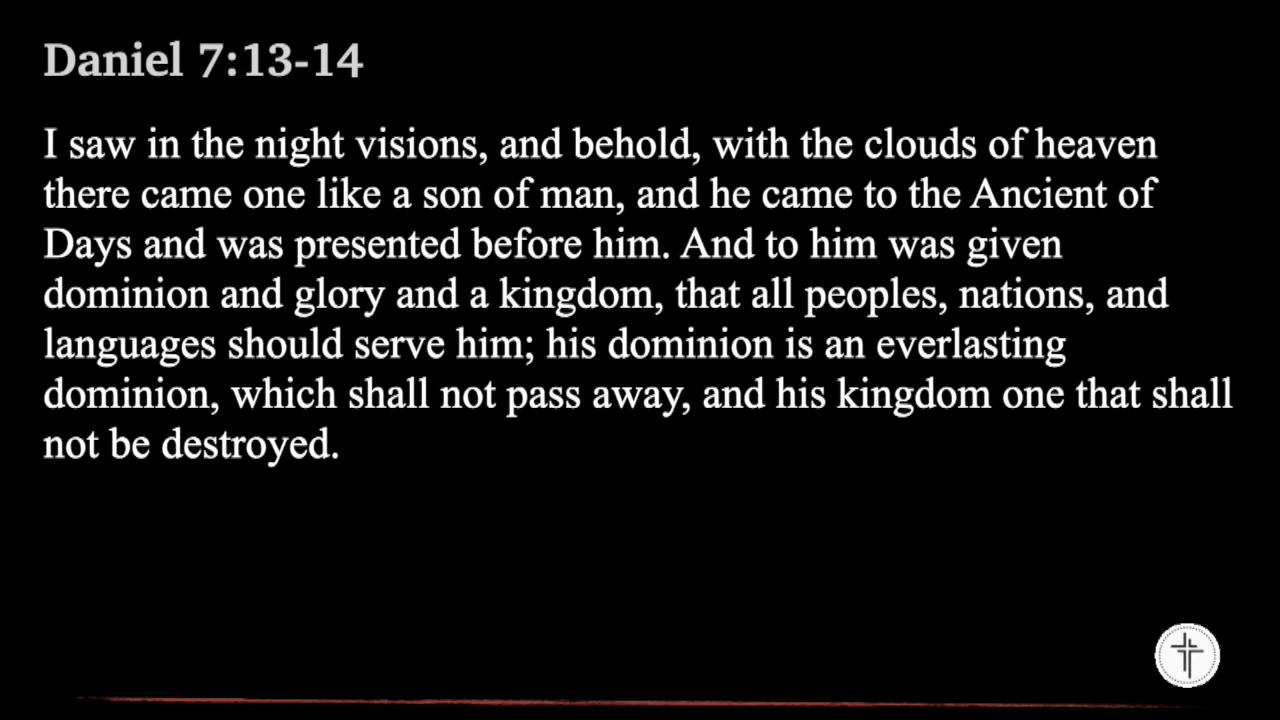 Daniel 7:13-14
I saw in the night visions, and behold, with the clouds of heaven
there came one like a son of man, and he came to the Ancient of
Days and was presented before him. And to him was given
dominion and glory and a kingdom, that all peoples, nations, and
languages should serve him; his dominion is an everlasting
dominion, which shall not pass away, and his kingdom one that shall
not be destroyed.